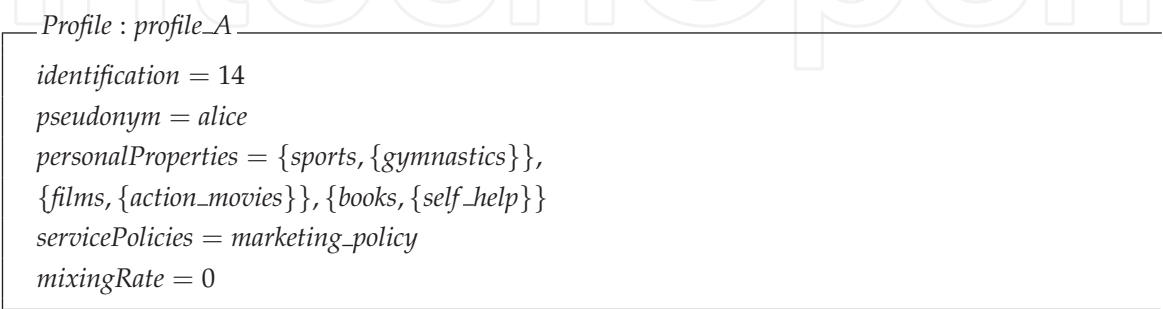 Profile : profile_A
identification = 14
pseudonym = alice
personalProperties = {sports, {gymnastics}},
{films, {action_movies}}, {books, {self_help}}
servicePolicies = marketing_policy
mixingRate = 0